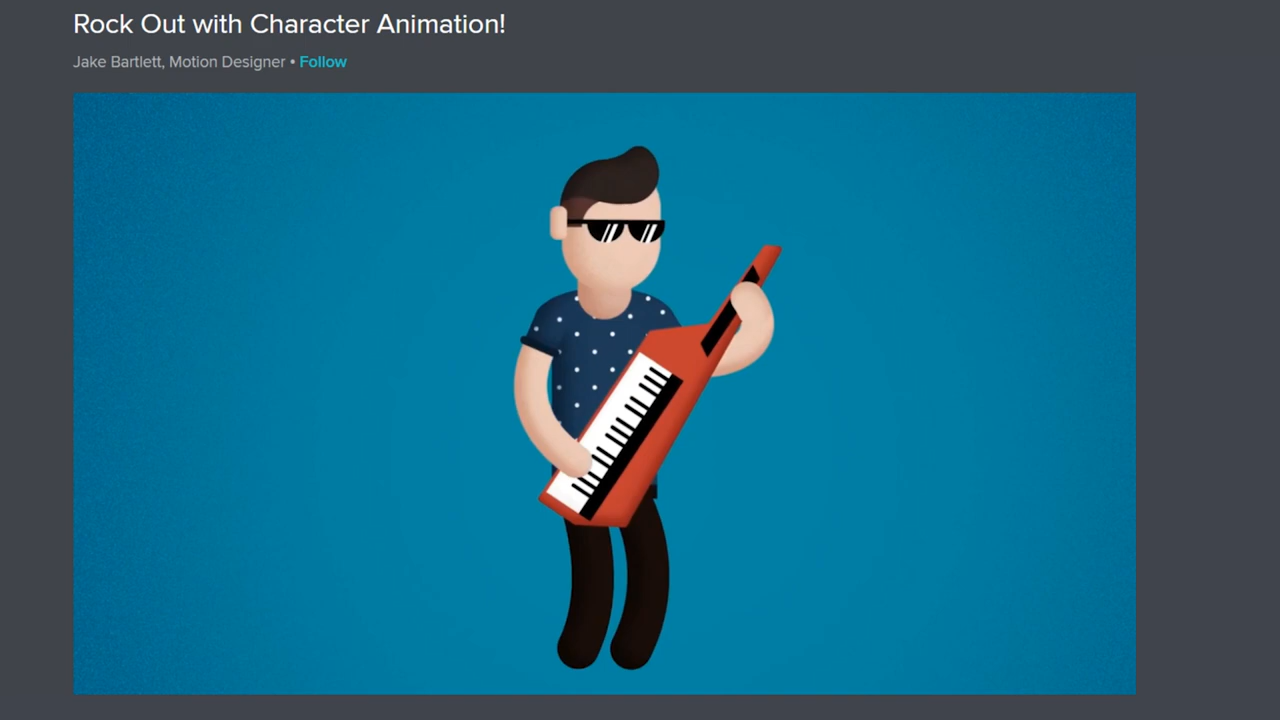 Rock Out with Character Animation!
Jake Bartlett, Motion Designer • Follow